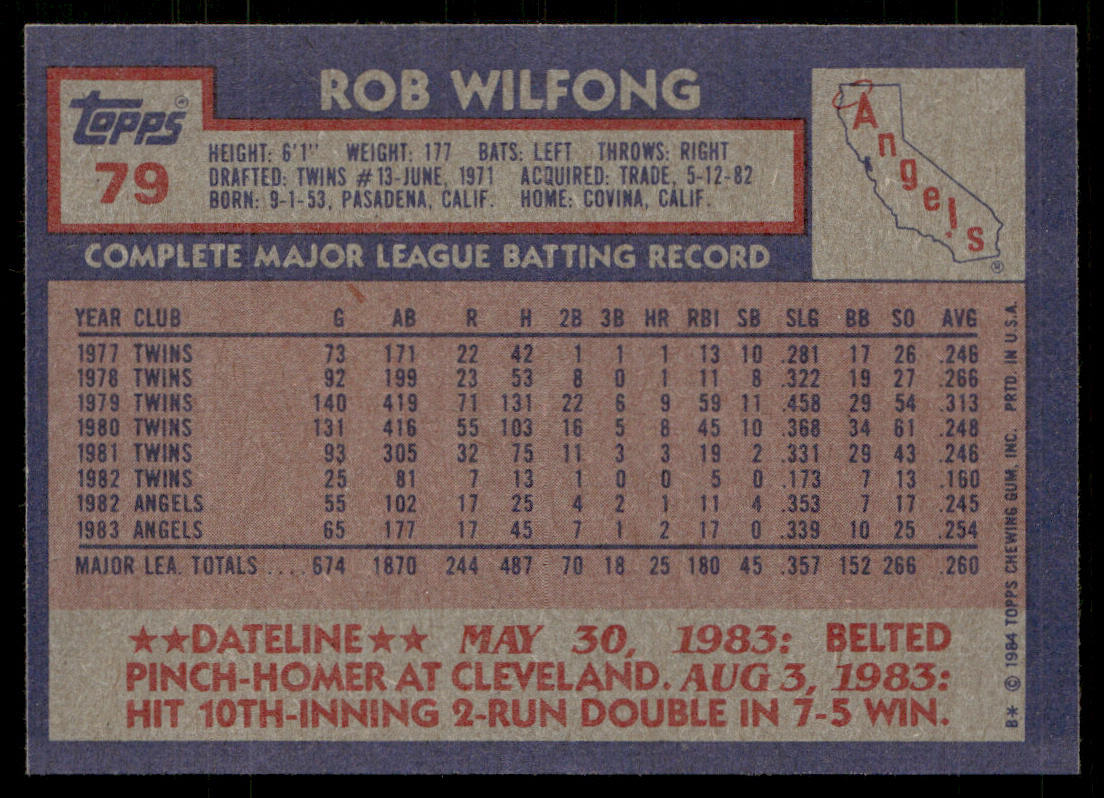 ROB WILFONG
Topps®
79
HEIGHT: 6'1" WEIGHT: 177 BATS: LEFT THROWS: RIGHT
DRAFTED: TWINS #13-JUNE, 1971 ACQUIRED: TRADE, 5-12-82
BORN: 9-1-53, PASADENA, CALIF. HOME: COVINA, CALIF.
Angels
COMPLETE MAJOR LEAGUE BATTING RECORD
YEAR CLUB G AB R H 2B 3B HR RBI SB SLG BB SO AVG
1977 TWINS 73 171 22 42 1 1 1 13 10 .281 17 26 .246
1978 TWINS 92 199 23 53 8 0 1 11 8 .322 19 27 .266
1979 TWINS 140 419 71 131 22 6 9 59 11 .458 29 54 .313
1980 TWINS 131 416 55 103 16 5 8 45 10 .368 34 61 .248
1981 TWINS 93 305 32 75 11 3 3 19 2 .331 29 43 .246
1982 TWINS 25 81 7 13 1 0 0 5 0 .173 7 13 .160
1982 ANGELS 55 102 17 25 4 2 1 11 4 .353 7 17 .245
1983 ANGELS 65 177 17 45 7 1 2 17 0 .339 10 25 .254
MAJOR LEA. TOTALS .... 674 1870 244 487 70 18 25 180 45 .357 152 266 .260
★★DATELINE★★ MAY 30, 1983: BELTED
PINCH-HOMER AT CLEVELAND. AUG 3, 1983:
HIT 10TH-INNING 2-RUN DOUBLE IN 7-5 WIN.
B* © 1984 TOPPS CHEWING GUM, INC. PRTD. IN U.S.A.